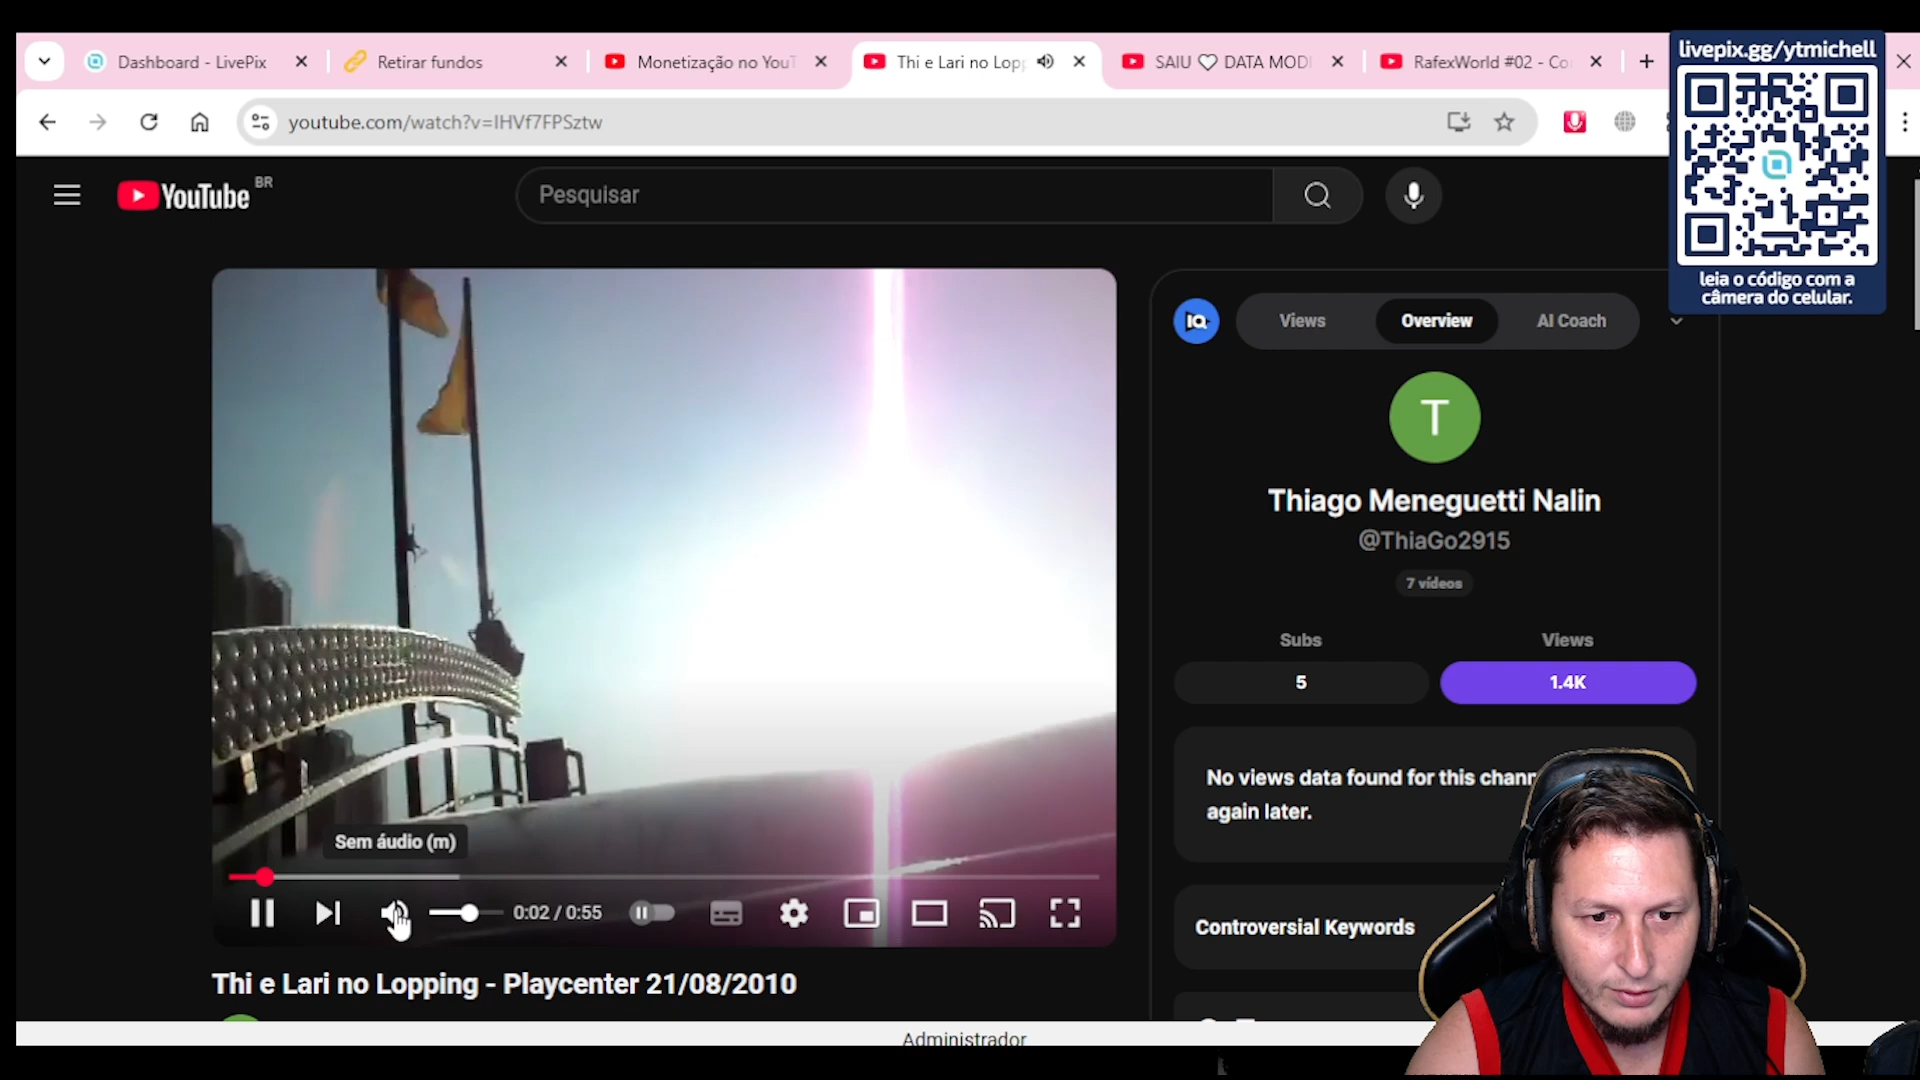 Dashboard - LivePix
Retirar fundos
Monetização no YouT
Thi e Lari no Lopp
SAIU ♡ DATA MOD
RafexWorld #02 - Co
livepix.gg/ytmichell
youtube.com/watch?v=IHVf7FPSztw
YouTube BR
Pesquisar
leia o código com a
câmera do celular.
IQ
Views
Overview
AI Coach
T
Thiago Meneguetti Nalin
@ThiaGo2915
7 vídeos
Subs
Views
5
1.4K
No views data found for this chann
again later.
Controversial Keywords
Sem áudio (m)
0:02 / 0:55
Thi e Lari no Lopping - Playcenter 21/08/2010
Administrador